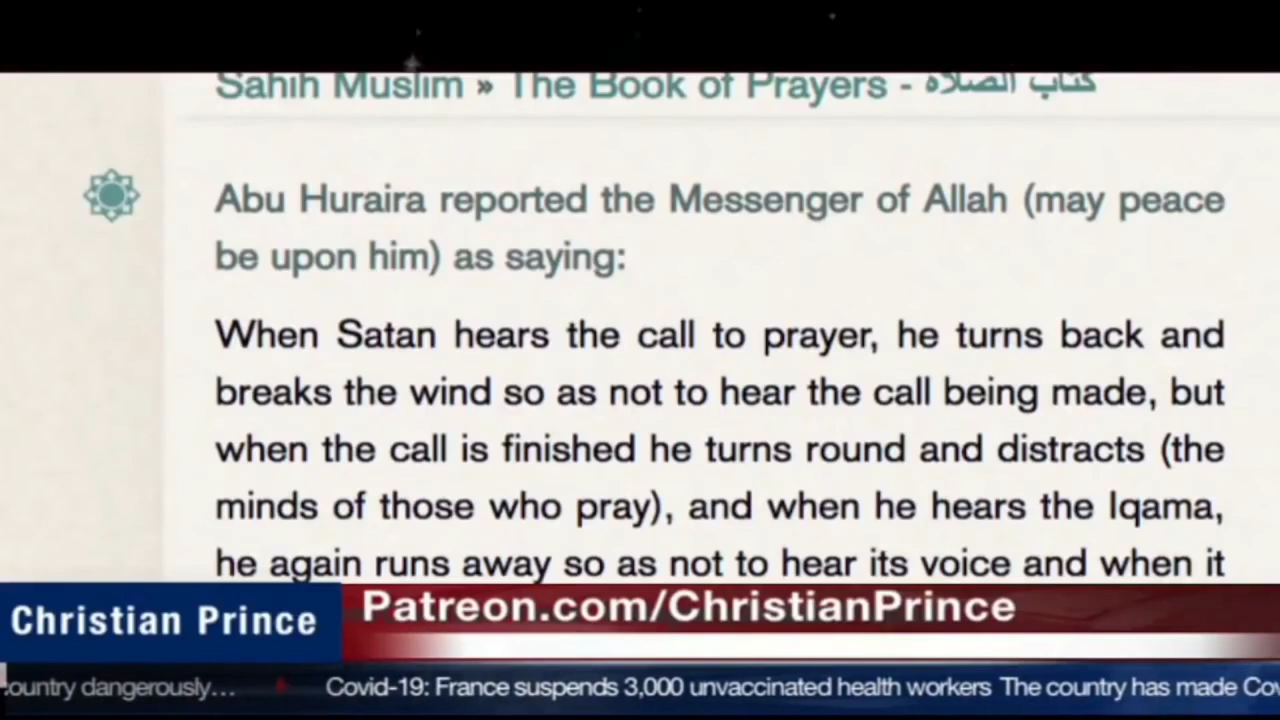 Sahih Muslim » The Book of Prayers - كتاب الصلاة
Abu Huraira reported the Messenger of Allah (may peace
be upon him) as saying:
When Satan hears the call to prayer, he turns back and
breaks the wind so as not to hear the call being made, but
when the call is finished he turns round and distracts (the
minds of those who pray), and when he hears the Iqama,
he again runs away so as not to hear its voice and when it
Christian Prince
Patreon.com/ChristianPrince
country dangerously... Covid-19: France suspends 3,000 unvaccinated health workers The country has made Cov